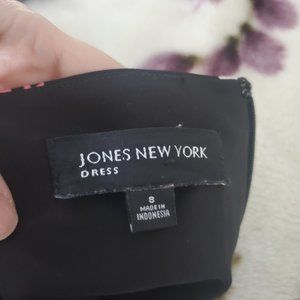 JONES NEW YORK
DRESS
8
MADE IN
INDONESIA